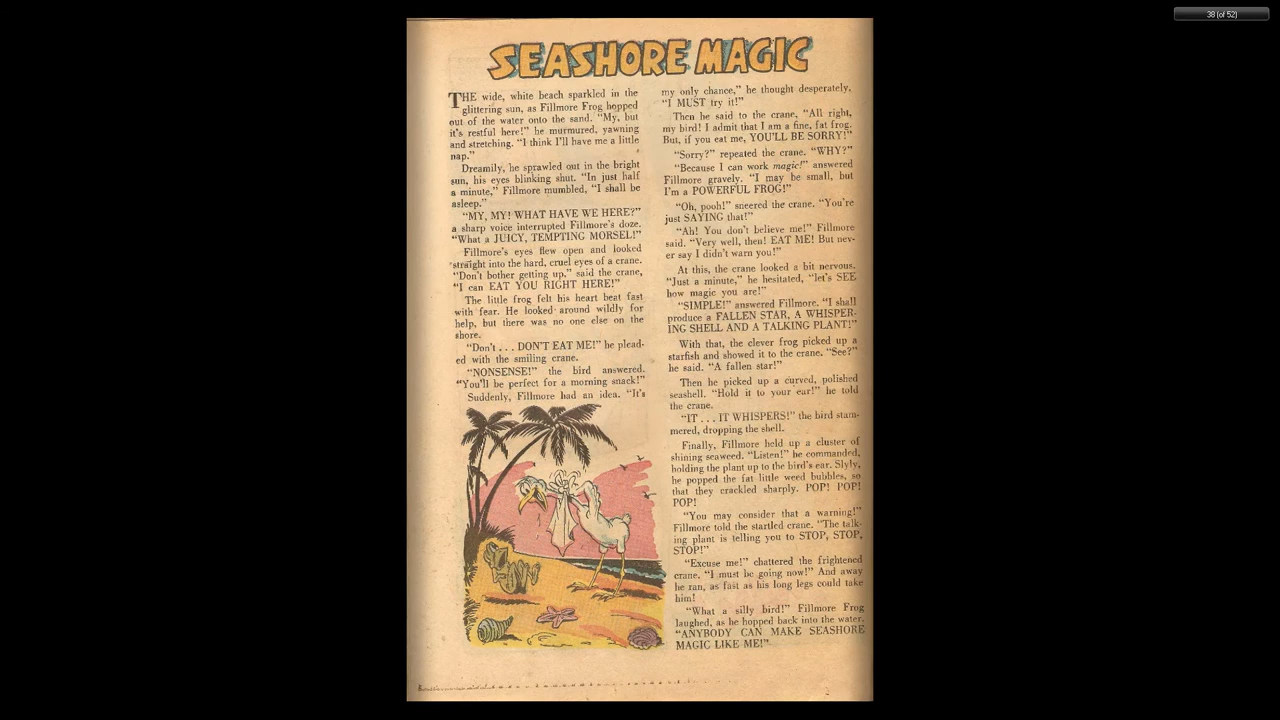 38 (of 52)
SEASHORE MAGIC
THE wide, white beach sparkled in the
glittering sun, as Fillmore Frog hopped
out of the water onto the sand. “My, but
it’s restful here!” he murmured, yawning
and stretching. “I think I’ll have me a little
nap.”
Dreamily, he sprawled out in the bright
sun, his eyes blinking shut. “In just half
a minute,” Fillmore mumbled, “I shall be
asleep.”
“MY, MY! WHAT HAVE WE HERE?”
a sharp voice interrupted Fillmore’s doze.
“What a JUICY, TEMPTING MORSEL!”
Fillmore’s eyes flew open and looked
straight into the hard, cruel eyes of a crane.
“Don’t bother getting up,” said the crane,
“I can EAT YOU RIGHT HERE!”
The little frog felt his heart beat fast
with fear. He looked around wildly for
help, but there was no one else on the
shore.
“Don’t . . . DON’T EAT ME!” he plead-
ed with the smiling crane.
“NONSENSE!” the bird answered.
“You’ll be perfect for a morning snack!”
Suddenly, Fillmore had an idea. “It’s
my only chance,” he thought desperately,
“I MUST try it!”
Then he said to the crane, “All right,
my bird! I admit that I am a fine, fat frog.
But, if you eat me, YOU’LL BE SORRY!”
“Sorry?” repeated the crane. “WHY?”
“Because I can work magic!” answered
Fillmore gravely. “I may be small, but
I’m a POWERFUL FROG!”
“Oh, pooh!” sneered the crane. “You’re
just SAYING that!”
“Ah! You don’t believe me!” Fillmore
said. “Very well, then! EAT ME! But nev-
er say I didn’t warn you!”
At this, the crane looked a bit nervous.
“Just a minute,” he hesitated, “let’s SEE
how magic you are!”
“SIMPLE!” answered Fillmore. “I shall
produce a FALLEN STAR, A WHISPER-
ING SHELL AND A TALKING PLANT!”
With that, the clever frog picked up a
starfish and showed it to the crane. “See?”
he said. “A fallen star!”
Then he picked up a curved, polished
seashell. “Hold it to your ear!” he told
the crane.
“IT . . . IT WHISPERS!” the bird stam-
mered, dropping the shell.
Finally, Fillmore held up a cluster of
shining seaweed. “Listen!” he commanded,
holding the plant up to the bird’s ear. Slyly,
he popped the fat little weed bubbles, so
that they crackled sharply. POP! POP!
POP!
“You may consider that a warning!”
Fillmore told the startled crane. “The talk-
ing plant is telling you to STOP, STOP,
STOP!”
“Excuse me!” chattered the frightened
crane. “I must be going now!” And away
he ran, as fast as his long legs could take
him!
“What a silly bird!” Fillmore Frog
laughed, as he hopped back into the water.
“ANYBODY CAN MAKE SEASHORE
MAGIC LIKE ME!”